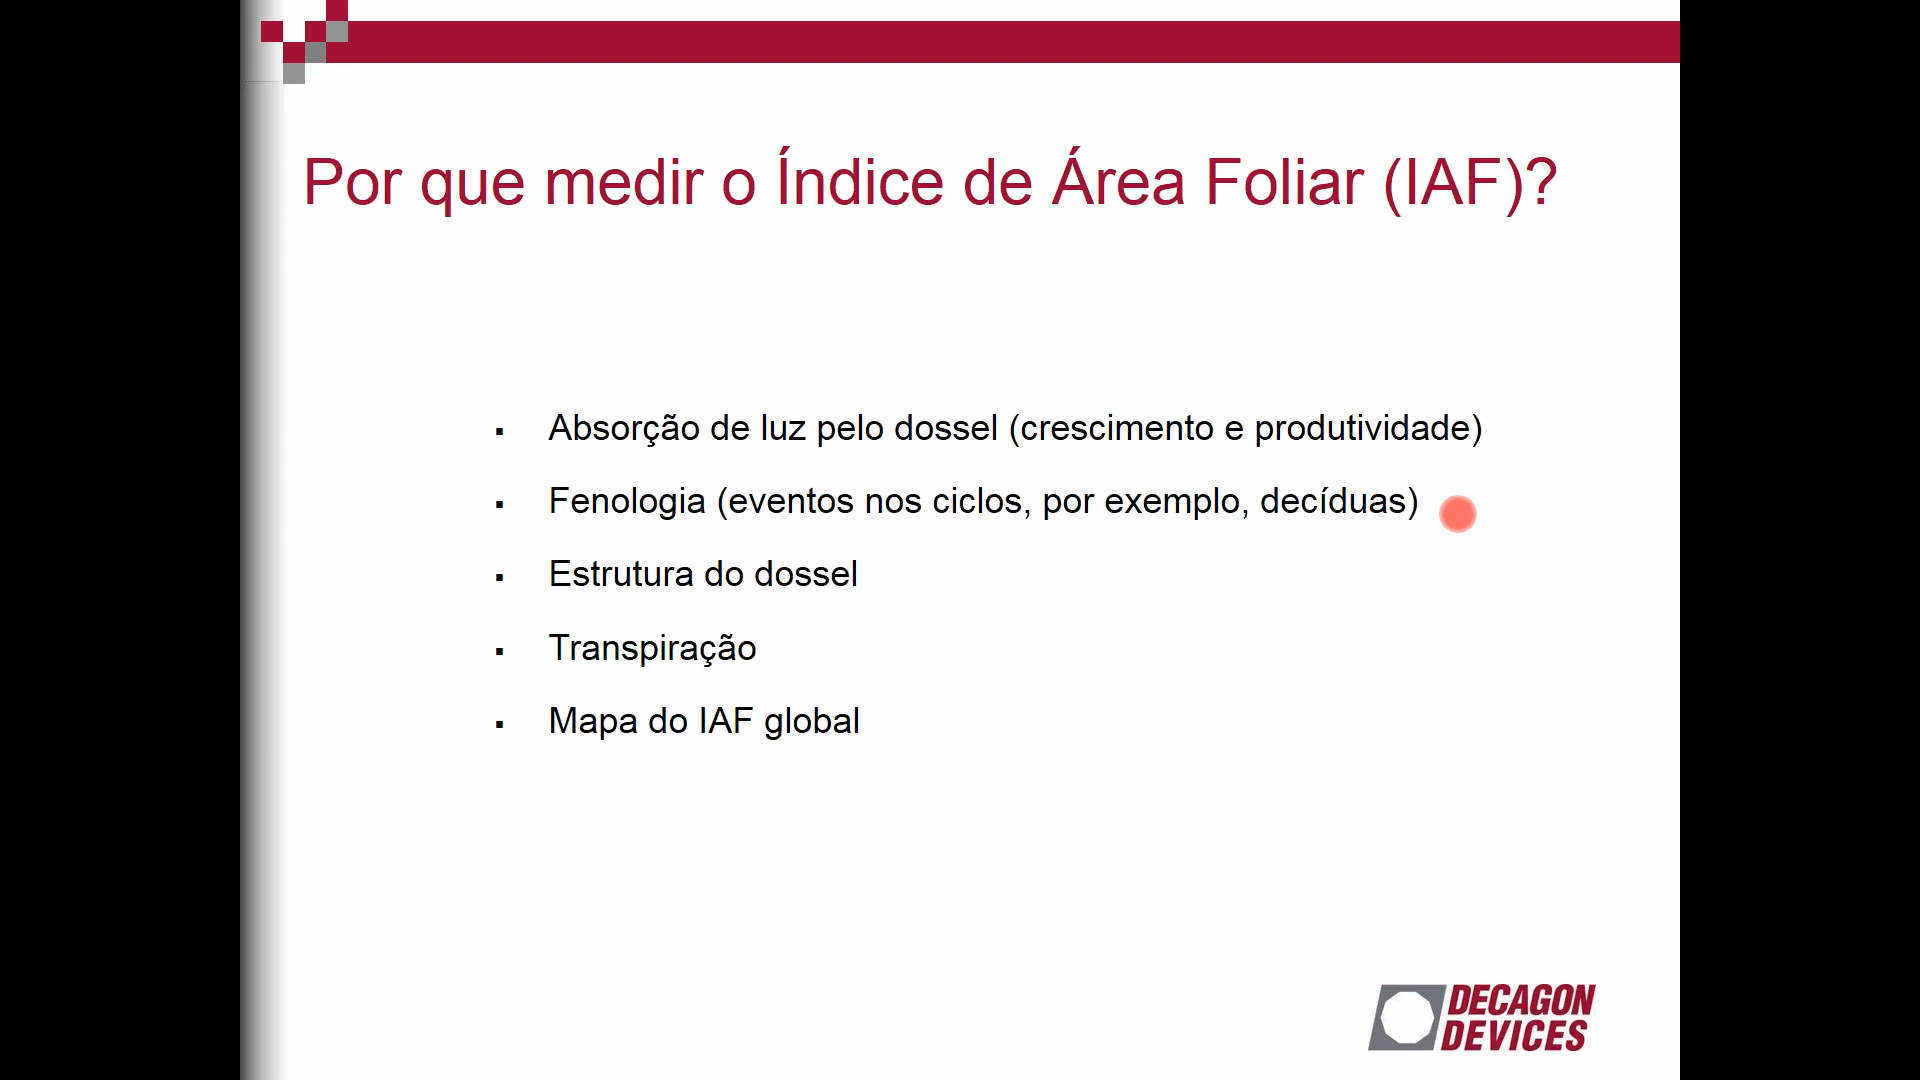 Por que medir o Índice de Área Foliar (IAF)?
▪ Absorção de luz pelo dossel (crescimento e produtividade)
▪ Fenologia (eventos nos ciclos, por exemplo, decíduas)
▪ Estrutura do dossel
▪ Transpiração
▪ Mapa do IAF global
DECAGON
DEVICES